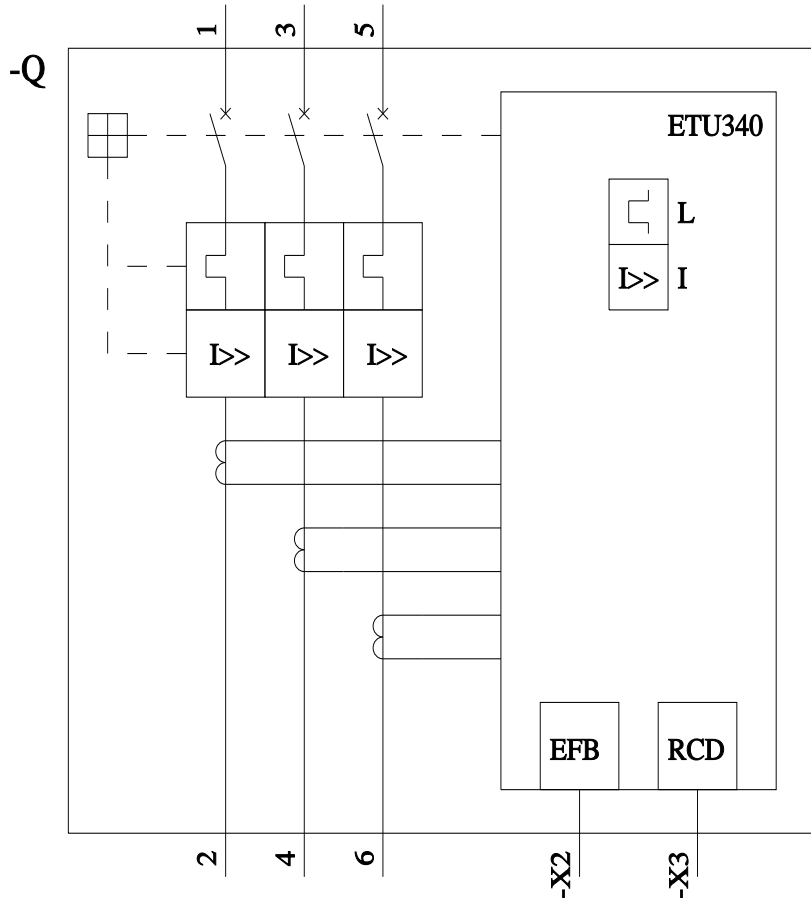 1 3 5
-Q
ETU340
L
I>> I
I>> I>> I>>
EFB RCD
2 4 6 -X2 -X3